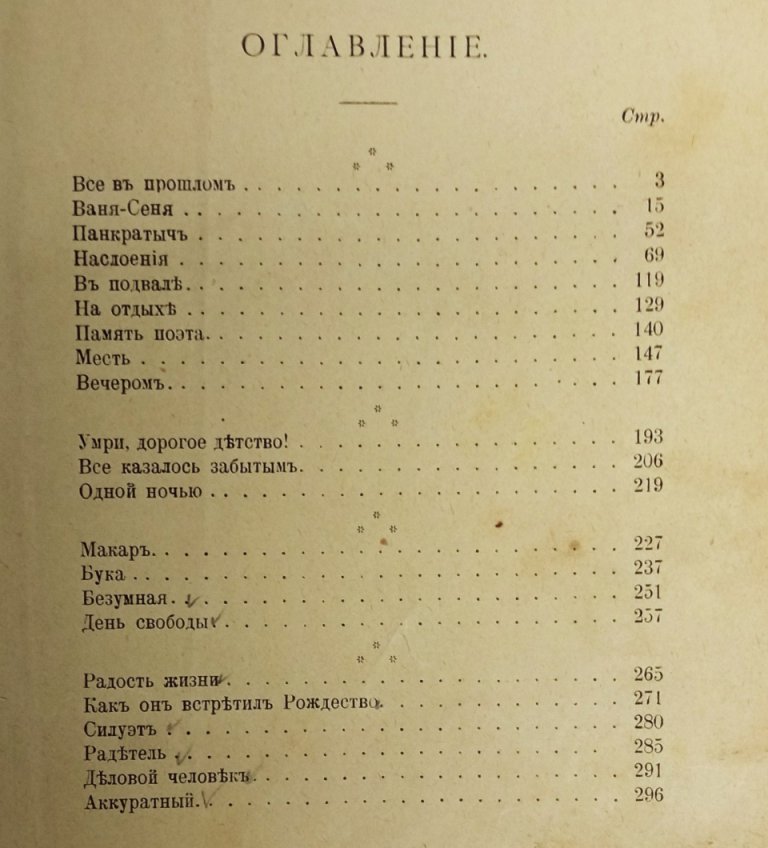 ОГЛАВЛЕНІЕ.
Стр.
Все въ прошломъ . . . . . . . . . . . . . . . . . . 3
Ваня-Сеня . . . . . . . . . . . . . . . . . . 15
Панкратычъ . . . . . . . . . . . . . . . . . . 52
Наслоенія . . . . . . . . . . . . . . . . . . 69
Въ подвалѣ . . . . . . . . . . . . . . . . . . 119
На отдыхѣ . . . . . . . . . . . . . . . . . . 129
Память поэта . . . . . . . . . . . . . . . . . . 140
Месть . . . . . . . . . . . . . . . . . . 147
Вечеромъ . . . . . . . . . . . . . . . . . . 177
Умри, дорогое дѣтство! . . . . . . . . . . . . . . 193
Все казалось забытымъ . . . . . . . . . . . . . . 206
Одной ночью . . . . . . . . . . . . . . . . . . 219
Макаръ . . . . . . . . . . . . . . . . . . 227
Бука . . . . . . . . . . . . . . . . . . 237
Безумная . . . . . . . . . . . . . . . . . . 251
День свободы . . . . . . . . . . . . . . . . . . 257
Радость жизни . . . . . . . . . . . . . . . . . . 265
Какъ онъ встрѣтилъ Рождество . . . . . . . . . . . 271
Силуэтъ . . . . . . . . . . . . . . . . . . 280
Радѣтель . . . . . . . . . . . . . . . . . . 285
Дѣловой человѣкъ . . . . . . . . . . . . . . . . 291
Аккуратный . . . . . . . . . . . . . . . . . . 296